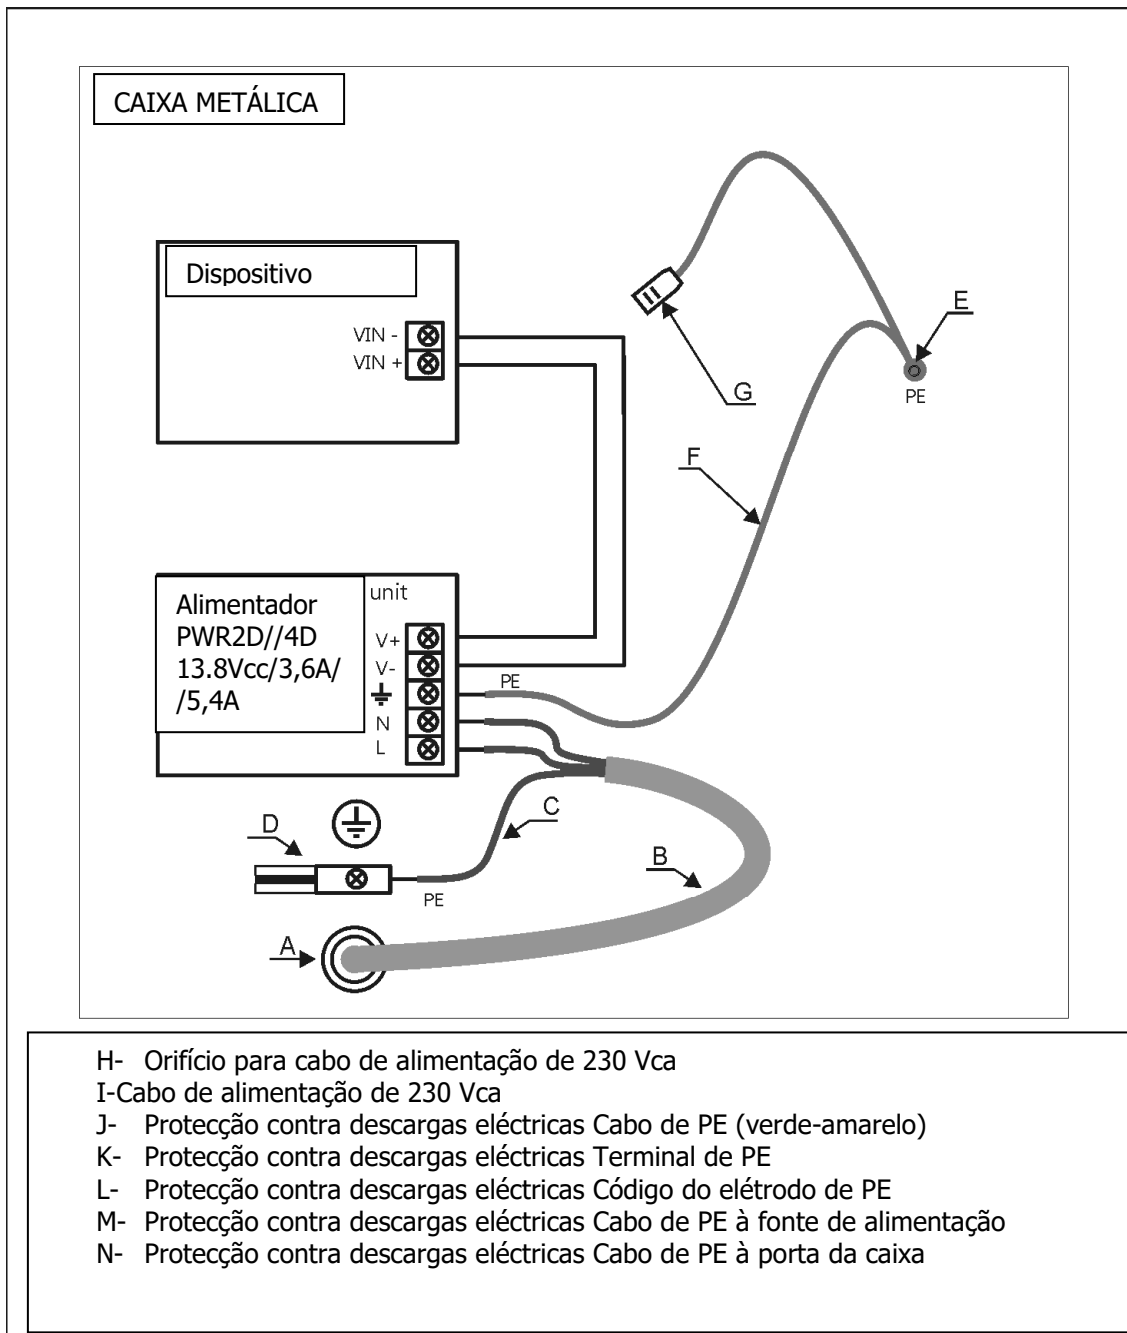 CAIXA METÁLICA
Dispositivo
VIN -
VIN +
G
E
PE
F
Alimentador
PWR2D//4D
13.8Vcc/3,6A/
/5,4A
unit
V+
V-
N
L
PE
D
C
B
PE
A
H- Orifício para cabo de alimentação de 230 Vca
I-Cabo de alimentação de 230 Vca
J- Protecção contra descargas eléctricas Cabo de PE (verde-amarelo)
K- Protecção contra descargas eléctricas Terminal de PE
L- Protecção contra descargas eléctricas Código do elétrodo de PE
M- Protecção contra descargas eléctricas Cabo de PE à fonte de alimentação
N- Protecção contra descargas eléctricas Cabo de PE à porta da caixa